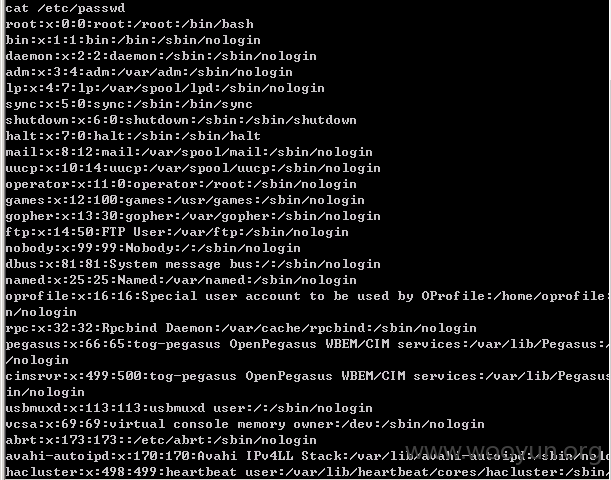 cat /etc/passwd
root:x:0:0:root:/root:/bin/bash
bin:x:1:1:bin:/bin:/sbin/nologin
daemon:x:2:2:daemon:/sbin:/sbin/nologin
adm:x:3:4:adm:/var/adm:/sbin/nologin
lp:x:4:7:lp:/var/spool/lpd:/sbin/nologin
sync:x:5:0:sync:/sbin:/bin/sync
shutdown:x:6:0:shutdown:/sbin:/sbin/shutdown
halt:x:7:0:halt:/sbin:/sbin/halt
mail:x:8:12:mail:/var/spool/mail:/sbin/nologin
uucp:x:10:14:uucp:/var/spool/uucp:/sbin/nologin
operator:x:11:0:operator:/root:/sbin/nologin
games:x:12:100:games:/usr/games:/sbin/nologin
gopher:x:13:30:gopher:/var/gopher:/sbin/nologin
ftp:x:14:50:FTP User:/var/ftp:/sbin/nologin
nobody:x:99:99:Nobody:/:/sbin/nologin
dbus:x:81:81:System message bus:/:/sbin/nologin
named:x:25:25:Named:/var/named:/sbin/nologin
oprofile:x:16:16:Special user account to be used by OProfile:/home/oprofile:
n/nologin
rpc:x:32:32:Rpcbind Daemon:/var/cache/rpcbind:/sbin/nologin
pegasus:x:66:65:tog-pegasus OpenPegasus WBEM/CIM services:/var/lib/Pegasus:/
/nologin
cimsrvr:x:499:500:tog-pegasus OpenPegasus WBEM/CIM services:/var/lib/Pegasus
in/nologin
usbmuxd:x:113:113:usbmuxd user:/:/sbin/nologin
vcsa:x:69:69:virtual console memory owner:/dev:/sbin/nologin
abrt:x:173:173::/etc/abrt:/sbin/nologin
avahi-autoipd:x:170:170:Avahi IPv4LL Stack:/var/lib/avahi-autoipd:/sbin/nolo
hacluster:x:498:499:heartbeat user:/var/lib/heartbeat/cores/hacluster:/sbin/
www.wooyun.org